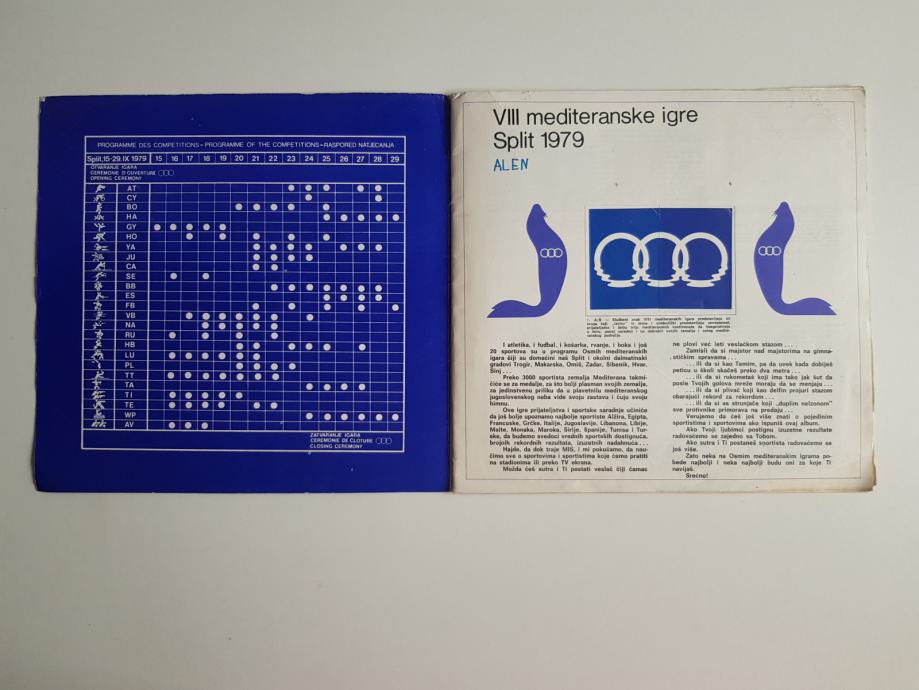 PROGRAMME DES COMPETITIONS–PROGRAMME OF THE COMPETITIONS–RASPORED NATJECANJA
Split,15-29.IX 1979 15 16 17 18 19 20 21 22 23 24 25 26 27 28 29
OTVARANJE IGARA
CEREMONIE D'OUVERTURE
OPENING CEREMONY
AT
CY
BO
HA
GY
HO
YA
JU
CA
SE
BB
ES
FB
VB
NA
RU
HB
LU
PL
TT
TA
TI
TE
WP
AV
ZATVARANJE IGARA
CEREMONIE DE CLOTURE
CLOSING CEREMONY
VIII mediteranske igre
Split 1979
ALEN
1. A/B — Službeni znak VIII mediteranskih igara predstavljaju tri
I atletika, i fudbal, i košarka, rvanje, i boks i još
20 sportova su u programu Osmih mediteranskih
igara čiji su domaćini naš Split i okolni dalmatinski
gradovi Trogir, Makarska, Omiš, Zadar, Šibenik, Hvar,
Sinj...
Preko 3000 sportista zemalja Mediterana takmi-
čiće se za medalje, za što bolji plasman svojih zemalja,
za jedinstvenu priliku da u plavetnilu mediteranskog
jugoslovenskog neba vide svoju zastavu i čuju svoju
himnu.
Ove igre prijateljstva i sportske saradnje učiniće
da još bolje upoznamo najbolje sportiste Alžira, Egipta,
Francuske, Grčke, Italije, Jugoslavije, Libanona, Libije,
Malte, Monaka, Maroka, Sirije, Španije, Tunisa i Tur-
ske, da budemo svedoci vrednih sportskih dostignuća,
brojnih rekordnih rezultata, izuzetnih nadahnuća...
Hajde, da dok traje MIS, i mi pokušamo, da nau-
čimo sve o sportovima i sportistima koje ćemo pratiti
na stadionima ili preko TV ekrana.
Možda ćeš sutra i Ti postati veslač čiji čamac
ne plovi već leti veslačkom stazom...
Zamisli da si majstor nad majstorima na gimna-
stičkim spravama...
...ili da si kao Tamim, pa da uvek kada dobiješ
peticu u školi skačeš preko dva metra...
...ili da si rukometaš koji ima tako jak šut da
posle Tvojih golova mreže moraju da se menjaju...
...ili da si plivač koji kao delfin projuri stazom
obarajući rekord za rekordom...
...ili da si as strunjače koji „duplim nelzonom"
sve protivnike primorava na predaju...
Verujemo da ćeš još više znati o pojedinim
sportistima i sportovima ako ispuniš ovaj album.
Ako Tvoji ljubimci postignu izuzetne rezultate
radovaćemo se zajedno sa Tobom.
Ako sutra i Ti postaneš sportista radovaćemo se
još više.
Zato neka na Osmim mediteranskim igrama po-
bede najbolji i neka najbolji budu oni za koje Ti
navijaš.
Srećno!